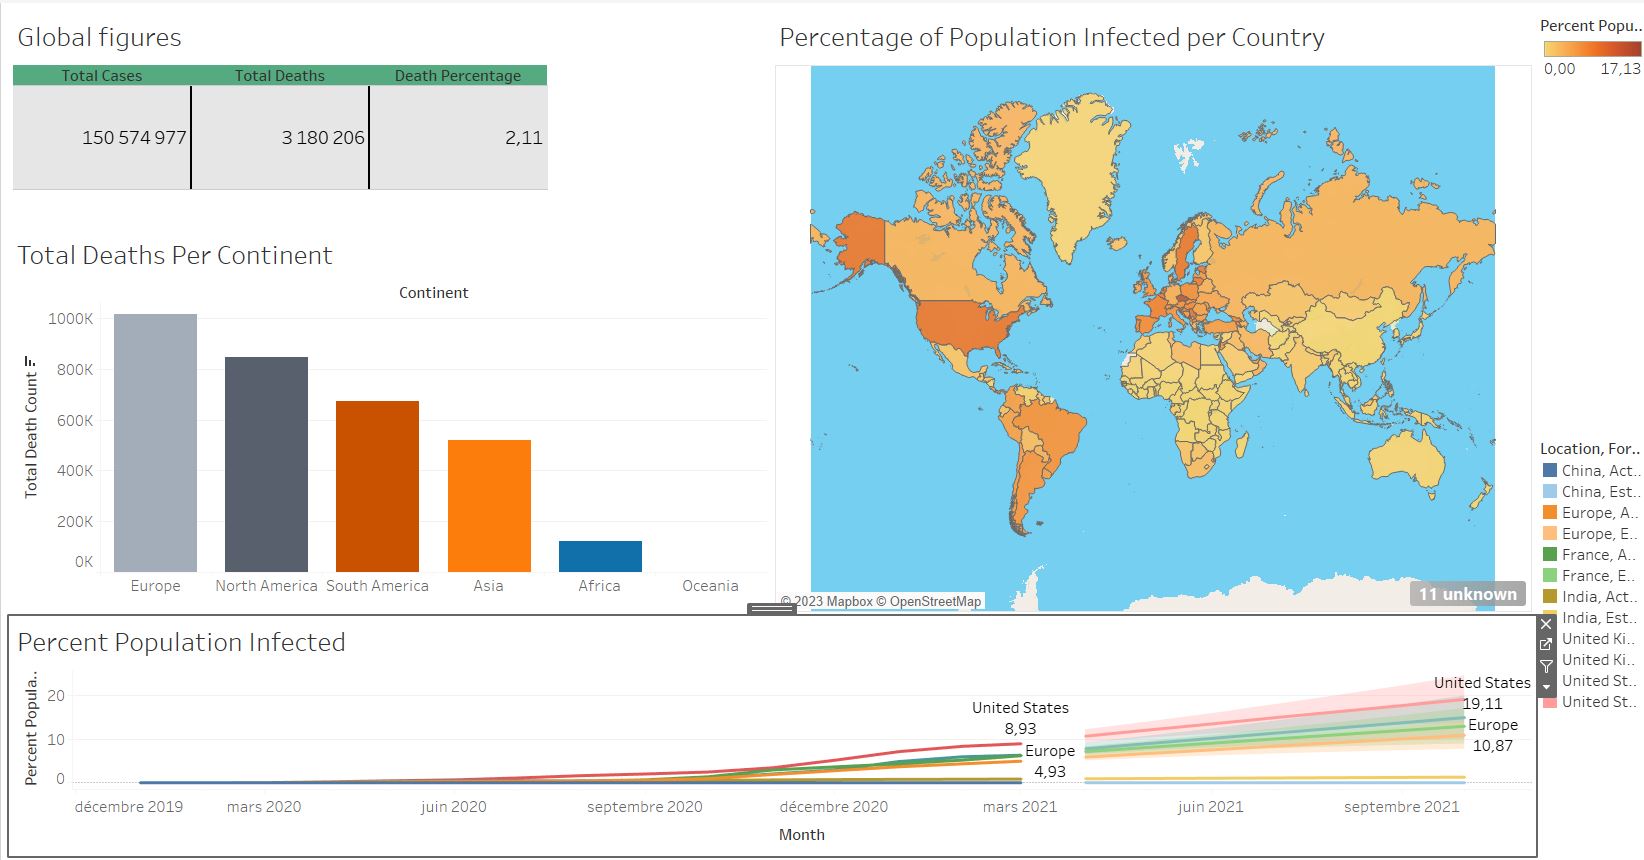 Global figures
Total Cases Total Deaths Death Percentage
150 574 977 3 180 206 2,11
Total Deaths Per Continent
Continent
Total Death Count
1000K
800K
600K
400K
200K
0K
Europe North America South America Asia Africa Oceania
Percentage of Population Infected per Country
© 2023 Mapbox © OpenStreetMap
11 unknown
Percent Popu..
0,00 17,13
Location, For..
China, Act..
China, Est..
Europe, A..
Europe, E..
France, A..
France, E..
India, Act..
India, Est..
United Ki..
United Ki..
United St..
United St..
Percent Population Infected
Percent Popula..
20
10
0
United States
8,93
Europe
4,93
United States
19,11
Europe
10,87
décembre 2019 mars 2020 juin 2020 septembre 2020 décembre 2020 mars 2021 juin 2021 septembre 2021
Month